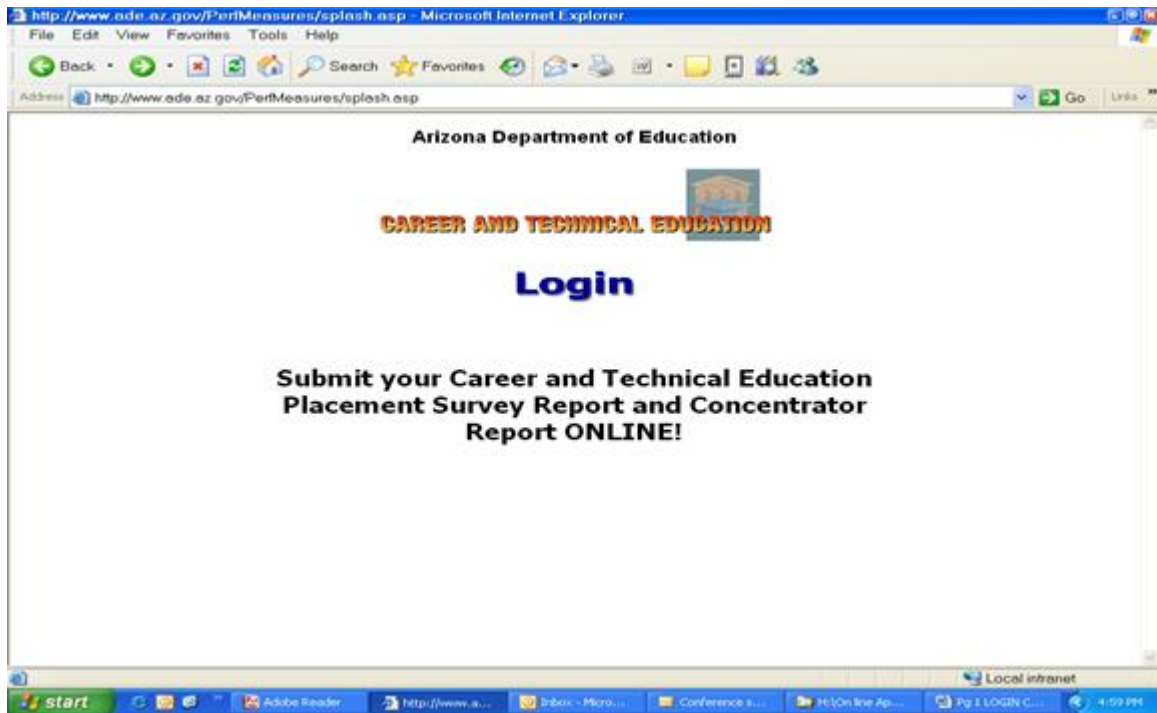 http://www.ade.az.gov/PerfMeasures/splash.asp - Microsoft Internet Explorer
File Edit View Favorites Tools Help
Back Search Favorites
Address http://www.ade.az.gov/PerfMeasures/splash.asp Go Links »
Arizona Department of Education
CAREER AND TECHNICAL EDUCATION
Login
Submit your Career and Technical Education
Placement Survey Report and Concentrator
Report ONLINE!
Local intranet
start Adobe Reader http://www.a... Inbox - Micro... Conference s... H:\On line Ap... Pg 1 LOGIN C... 4:59 PM